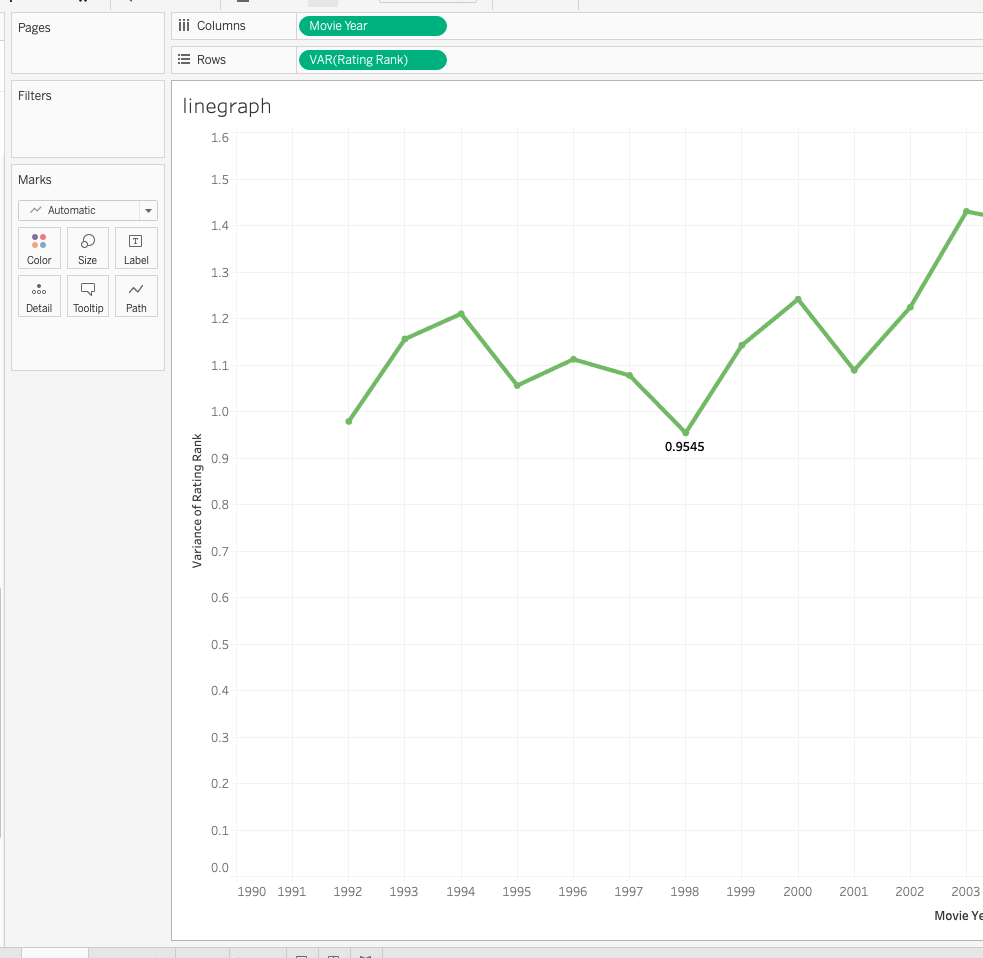 Pages
Columns
Movie Year
Rows
VAR(Rating Rank)
Filters
Marks
Automatic
Color
Size
Label
Detail
Tooltip
Path
linegraph
1.6
1.5
1.4
1.3
1.2
1.1
1.0
0.9
0.8
0.7
0.6
0.5
0.4
0.3
0.2
0.1
0.0
Variance of Rating Rank
0.9545
1990 1991 1992 1993 1994 1995 1996 1997 1998 1999 2000 2001 2002 2003
Movie Ye